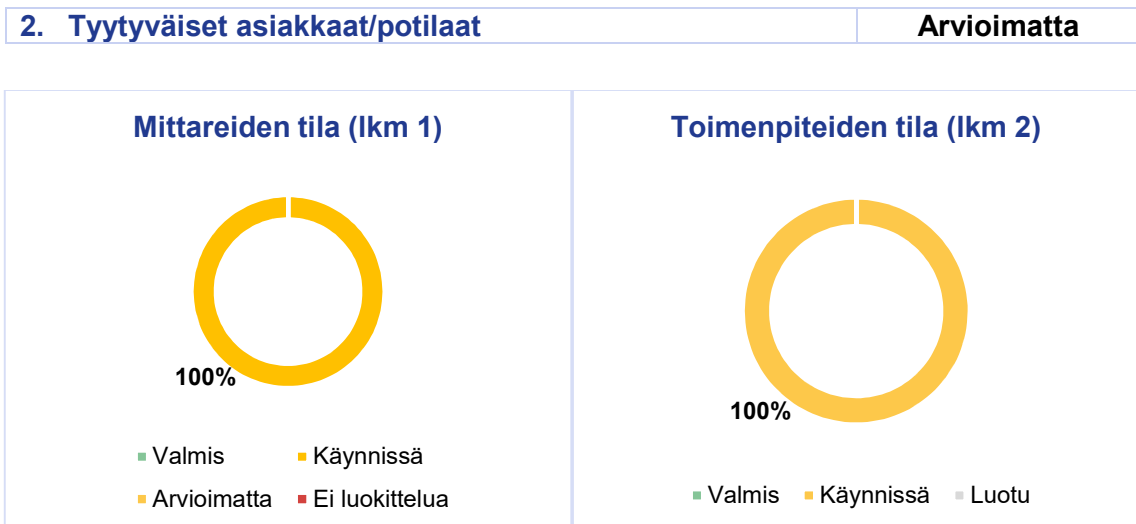 2. Tyytyväiset asiakkaat/potilaat Arvioimatta
Mittareiden tila (lkm 1)
100%
Valmis Käynnissä
Arvioimatta Ei luokittelua
Toimenpiteiden tila (lkm 2)
100%
Valmis Käynnissä Luotu